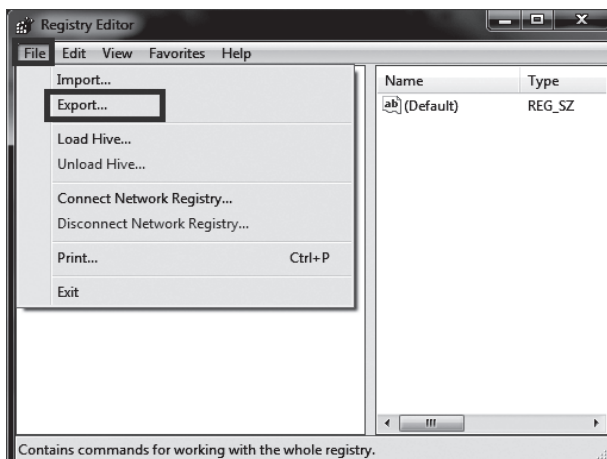 Registry Editor
File Edit View Favorites Help
Import...
Export...
Load Hive...
Unload Hive...
Connect Network Registry...
Disconnect Network Registry...
Print... Ctrl+P
Exit
Name Type
ab (Default) REG_SZ
Contains commands for working with the whole registry.